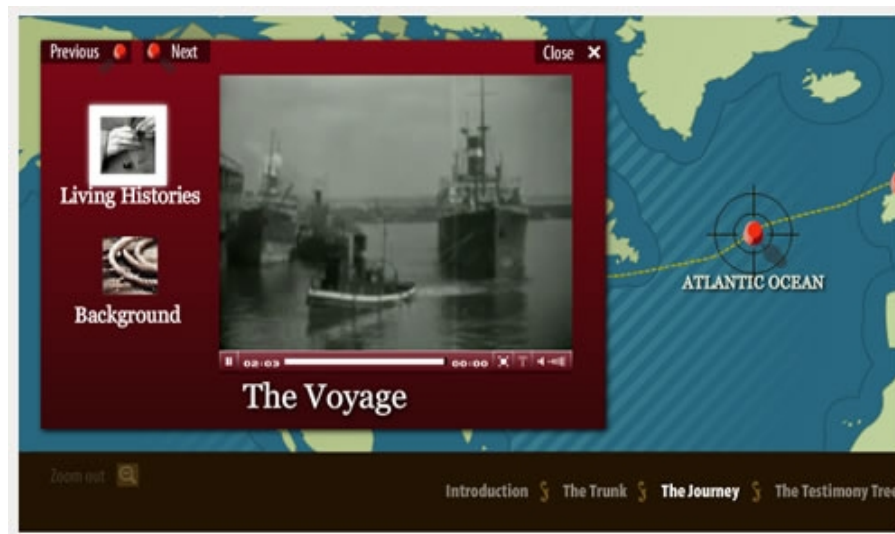 Previous Next Close ×
Living Histories
Background
02:03 00:00 T
The Voyage
ATLANTIC OCEAN
Zoom out
Introduction The Trunk The Journey The Testimony Tree